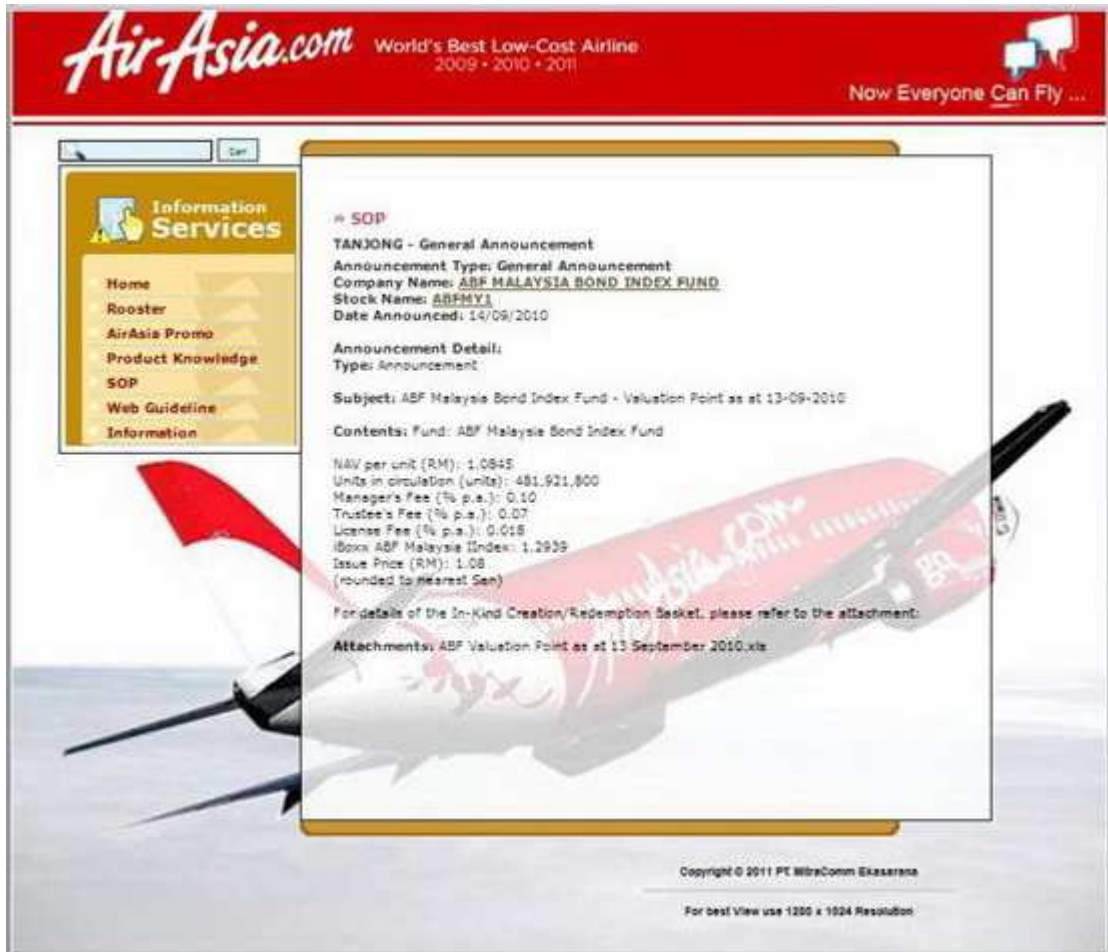 AirAsia.com
World's Best Low-Cost Airline
2009 • 2010 • 2011
Now Everyone Can Fly ...
Cari
Information
Services
Home
Rooster
AirAsia Promo
Product Knowledge
SOP
Web Guideline
Information
» SOP
TANJONG - General Announcement
Announcement Type: General Announcement
Company Name: ABF MALAYSIA BOND INDEX FUND
Stock Name: ABFMY1
Date Announced: 14/09/2010
Announcement Detail:
Type: Announcement
Subject: ABF Malaysia Bond Index Fund - Valuation Point as at 13-09-2010
Contents: Fund: ABF Malaysia Bond Index Fund
NAV per unit (RM): 1.0845
Units in circulation (units): 481,921,800
Manager's Fee (% p.a.): 0.10
Trustee's Fee (% p.a.): 0.07
License Fee (% p.a.): 0.018
iBoxx ABF Malaysia IIndex: 1.2939
Issue Price (RM): 1.08
(rounded to nearest Sen)
For details of the In-Kind Creation/Redemption Basket, please refer to the attachment:
Attachments: ABF Valuation Point as at 13 September 2010.xls
AirAsia.com
Copyright © 2011 PT. MitraComm Ekasarana
For best View use 1280 x 1024 Resolution